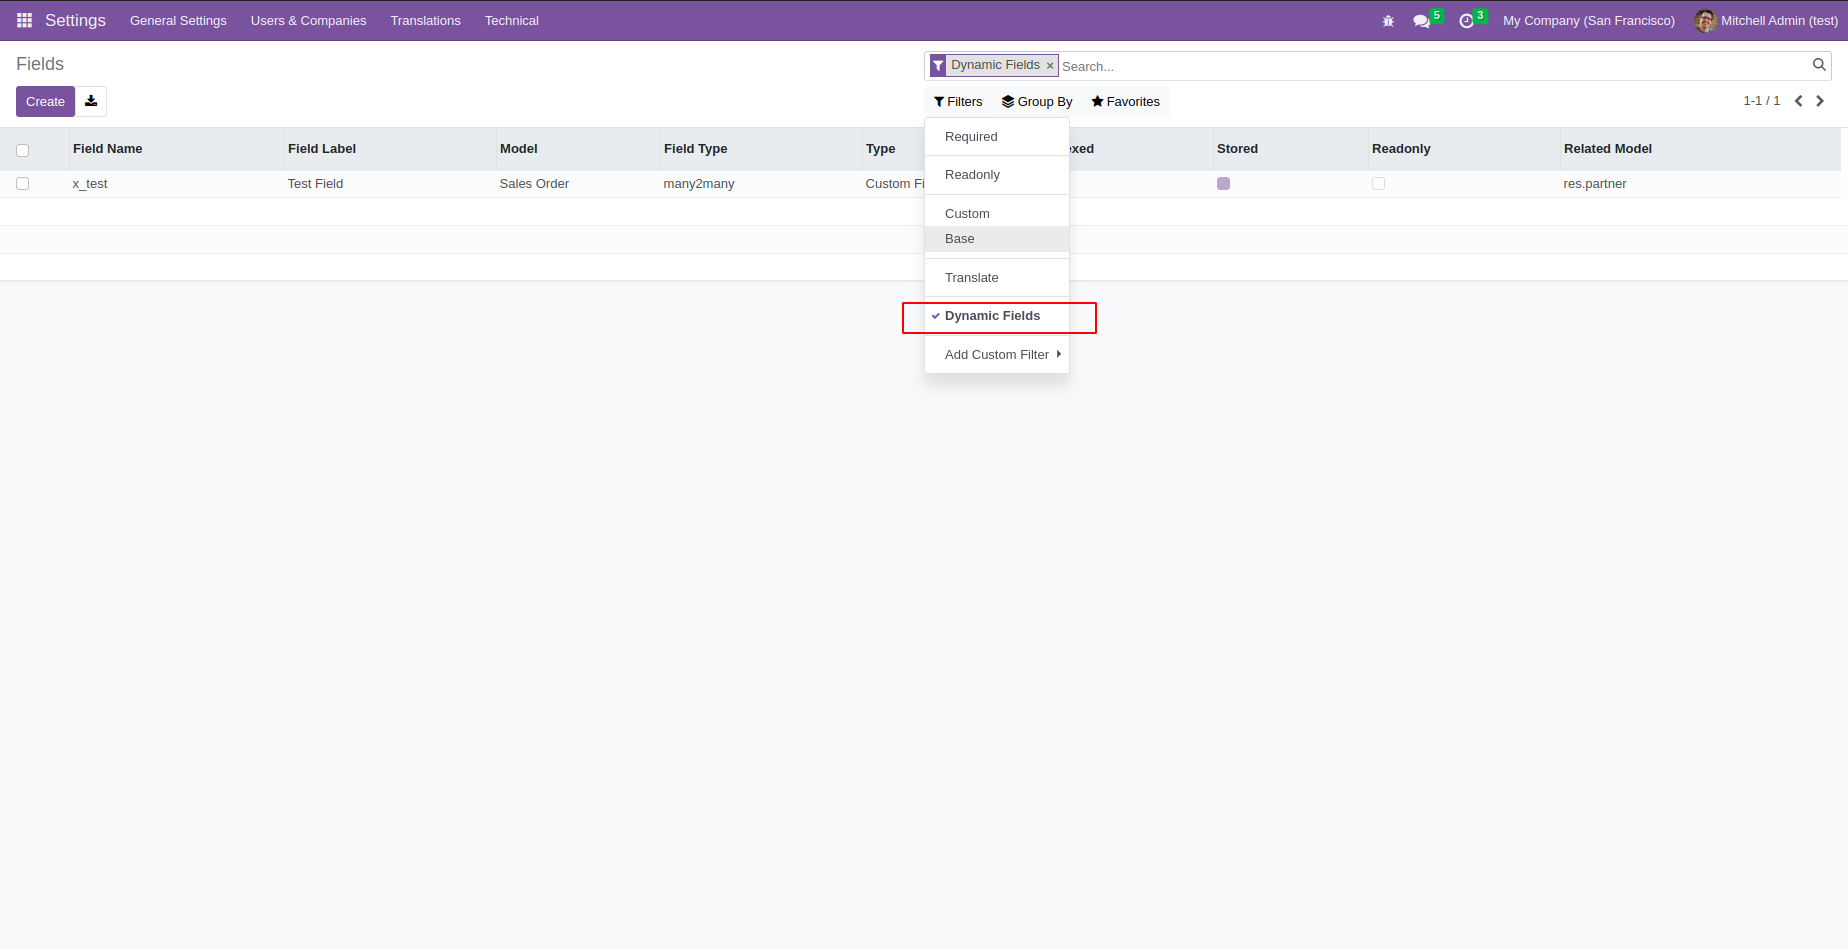 Settings General Settings Users & Companies Translations Technical 5 3 My Company (San Francisco) Mitchell Admin (test)
Fields
Dynamic Fields × Search...
Create
Filters Group By Favorites 1-1 / 1
Field Name Field Label Model Field Type Type exed Stored Readonly Related Model
x_test Test Field Sales Order many2many Custom Fi res.partner
Required
Readonly
Custom
Base
Translate
Dynamic Fields
Add Custom Filter